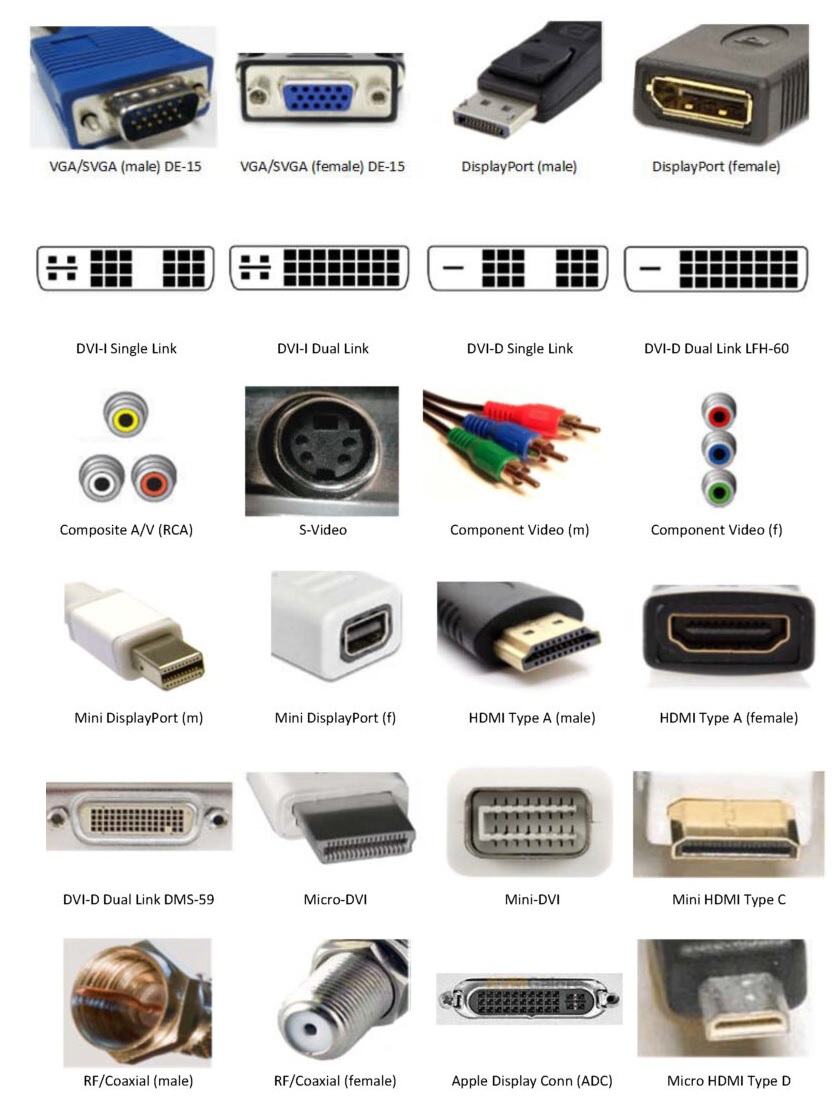 VGA/SVGA (male) DE-15
VGA/SVGA (female) DE-15
DisplayPort (male)
DisplayPort (female)
DVI-I Single Link
DVI-I Dual Link
DVI-D Single Link
DVI-D Dual Link LFH-60
Composite A/V (RCA)
S-Video
Component Video (m)
Component Video (f)
Mini DisplayPort (m)
Mini DisplayPort (f)
HDMI Type A (male)
HDMI Type A (female)
DVI-D Dual Link DMS-59
Micro-DVI
Mini-DVI
Mini HDMI Type C
RF/Coaxial (male)
RF/Coaxial (female)
Apple Display Conn (ADC)
Micro HDMI Type D